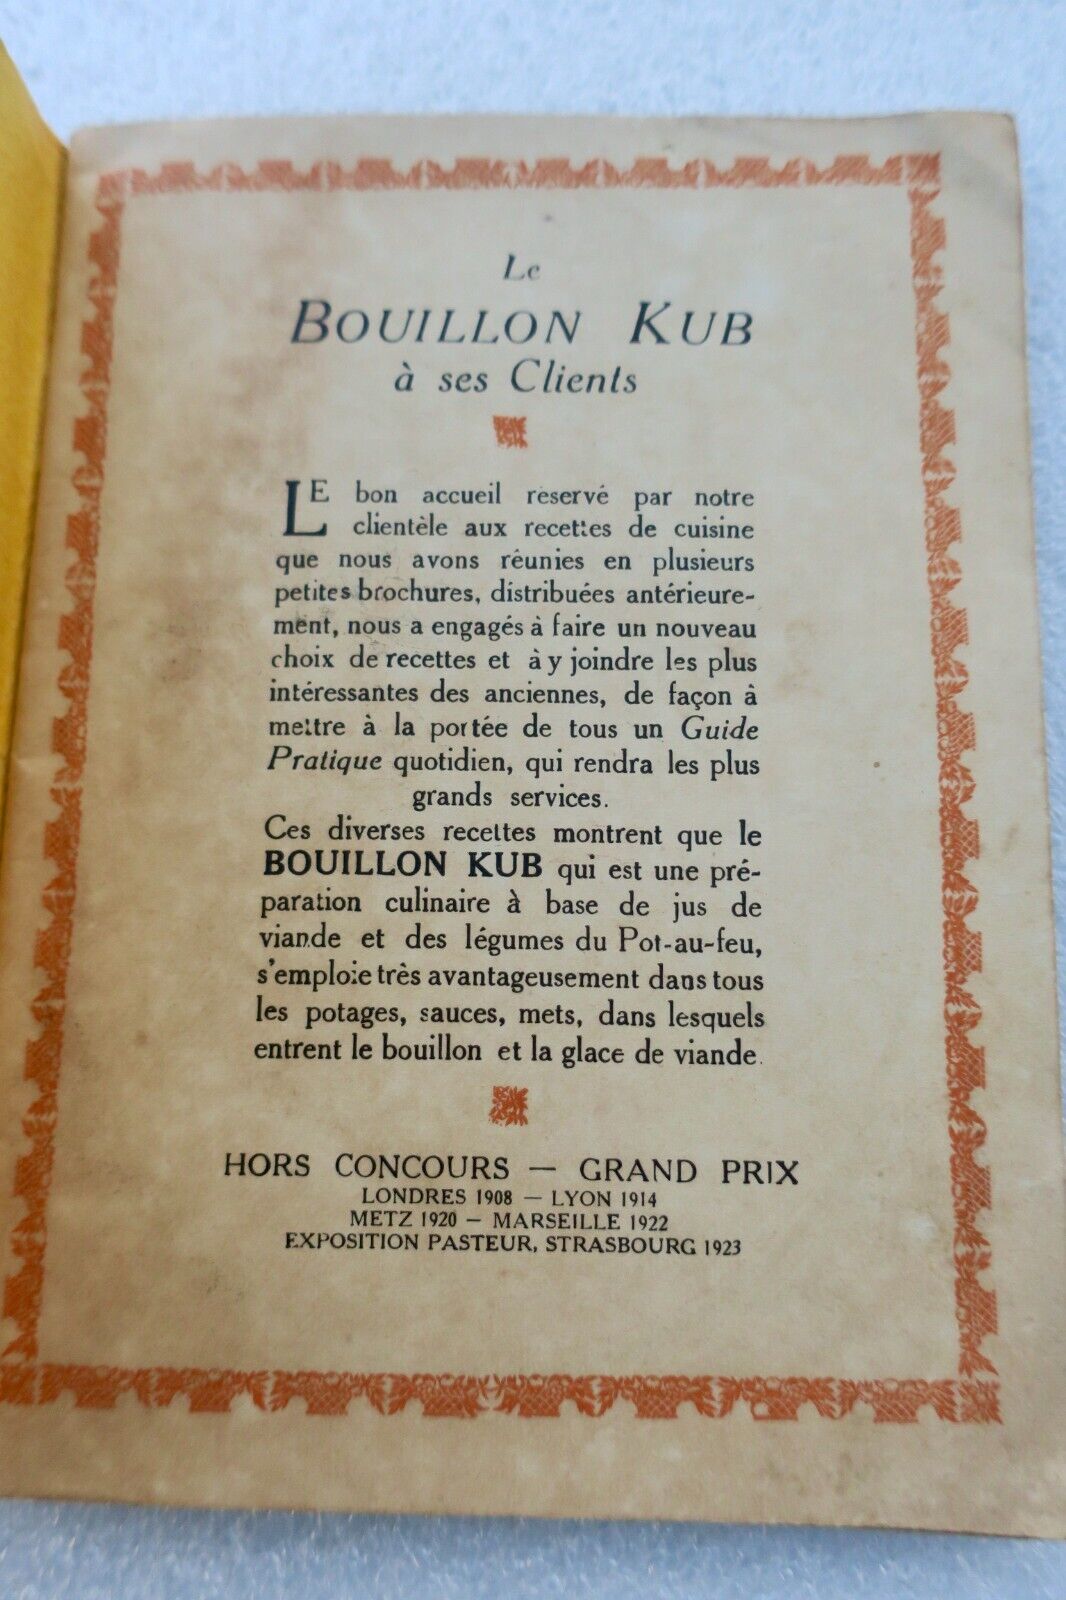 Le
BOUILLON KUB
à ses Clients
LE bon accueil réservé par notre
clientèle aux recettes de cuisine
que nous avons réunies en plusieurs
petites brochures, distribuées antérieure-
ment, nous a engagés à faire un nouveau
choix de recettes et à y joindre les plus
intéressantes des anciennes, de façon à
mettre à la portée de tous un Guide
Pratique quotidien, qui rendra les plus
grands services.
Ces diverses recettes montrent que le
BOUILLON KUB qui est une pré-
paration culinaire à base de jus de
viande et des légumes du Pot-au-feu,
s'emploie très avantageusement dans tous
les potages, sauces, mets, dans lesquels
entrent le bouillon et la glace de viande.
HORS CONCOURS — GRAND PRIX
LONDRES 1908 — LYON 1914
METZ 1920 — MARSEILLE 1922
EXPOSITION PASTEUR, STRASBOURG 1923